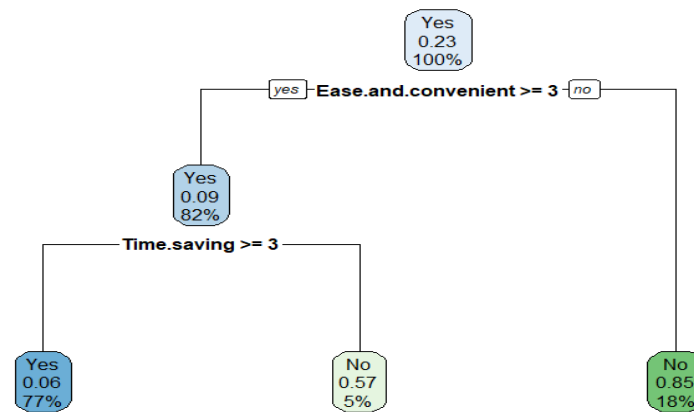 Yes
0.23
100%
yes Ease.and.convenient >= 3 no
Yes
0.09
82%
Time.saving >= 3
Yes
0.06
77%
No
0.57
5%
No
0.85
18%